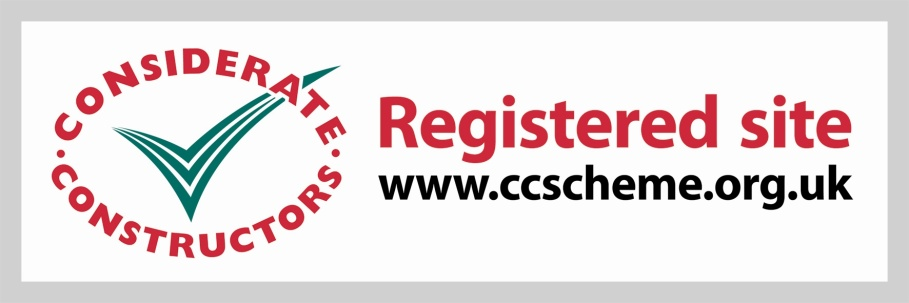 CONSIDERATE
CONSTRUCTORS
Registered site
www.ccscheme.org.uk